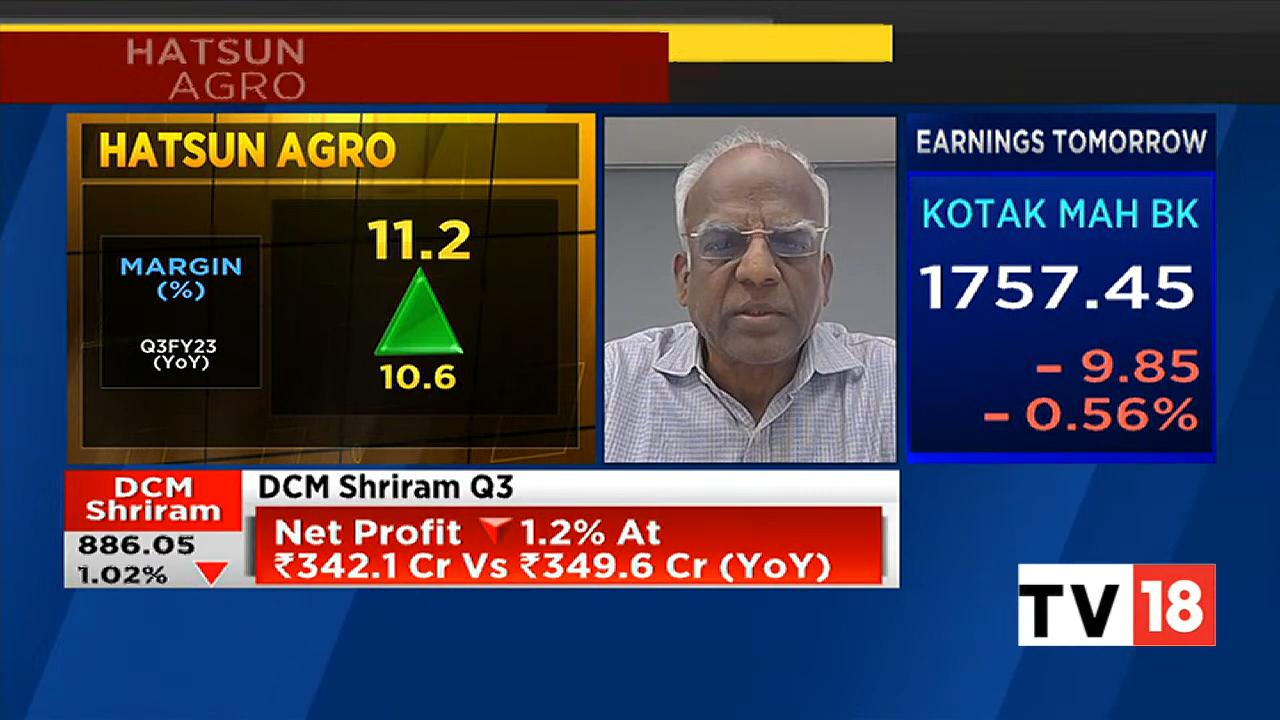 HATSUN
AGRO
HATSUN AGRO
MARGIN
(%)
Q3FY23
(YoY)
11.2
10.6
EARNINGS TOMORROW
KOTAK MAH BK
1757.45
- 9.85
- 0.56%
DCM
Shriram
886.05
1.02%
DCM Shriram Q3
Net Profit 1.2% At
₹342.1 Cr Vs ₹349.6 Cr (YoY)
TV18